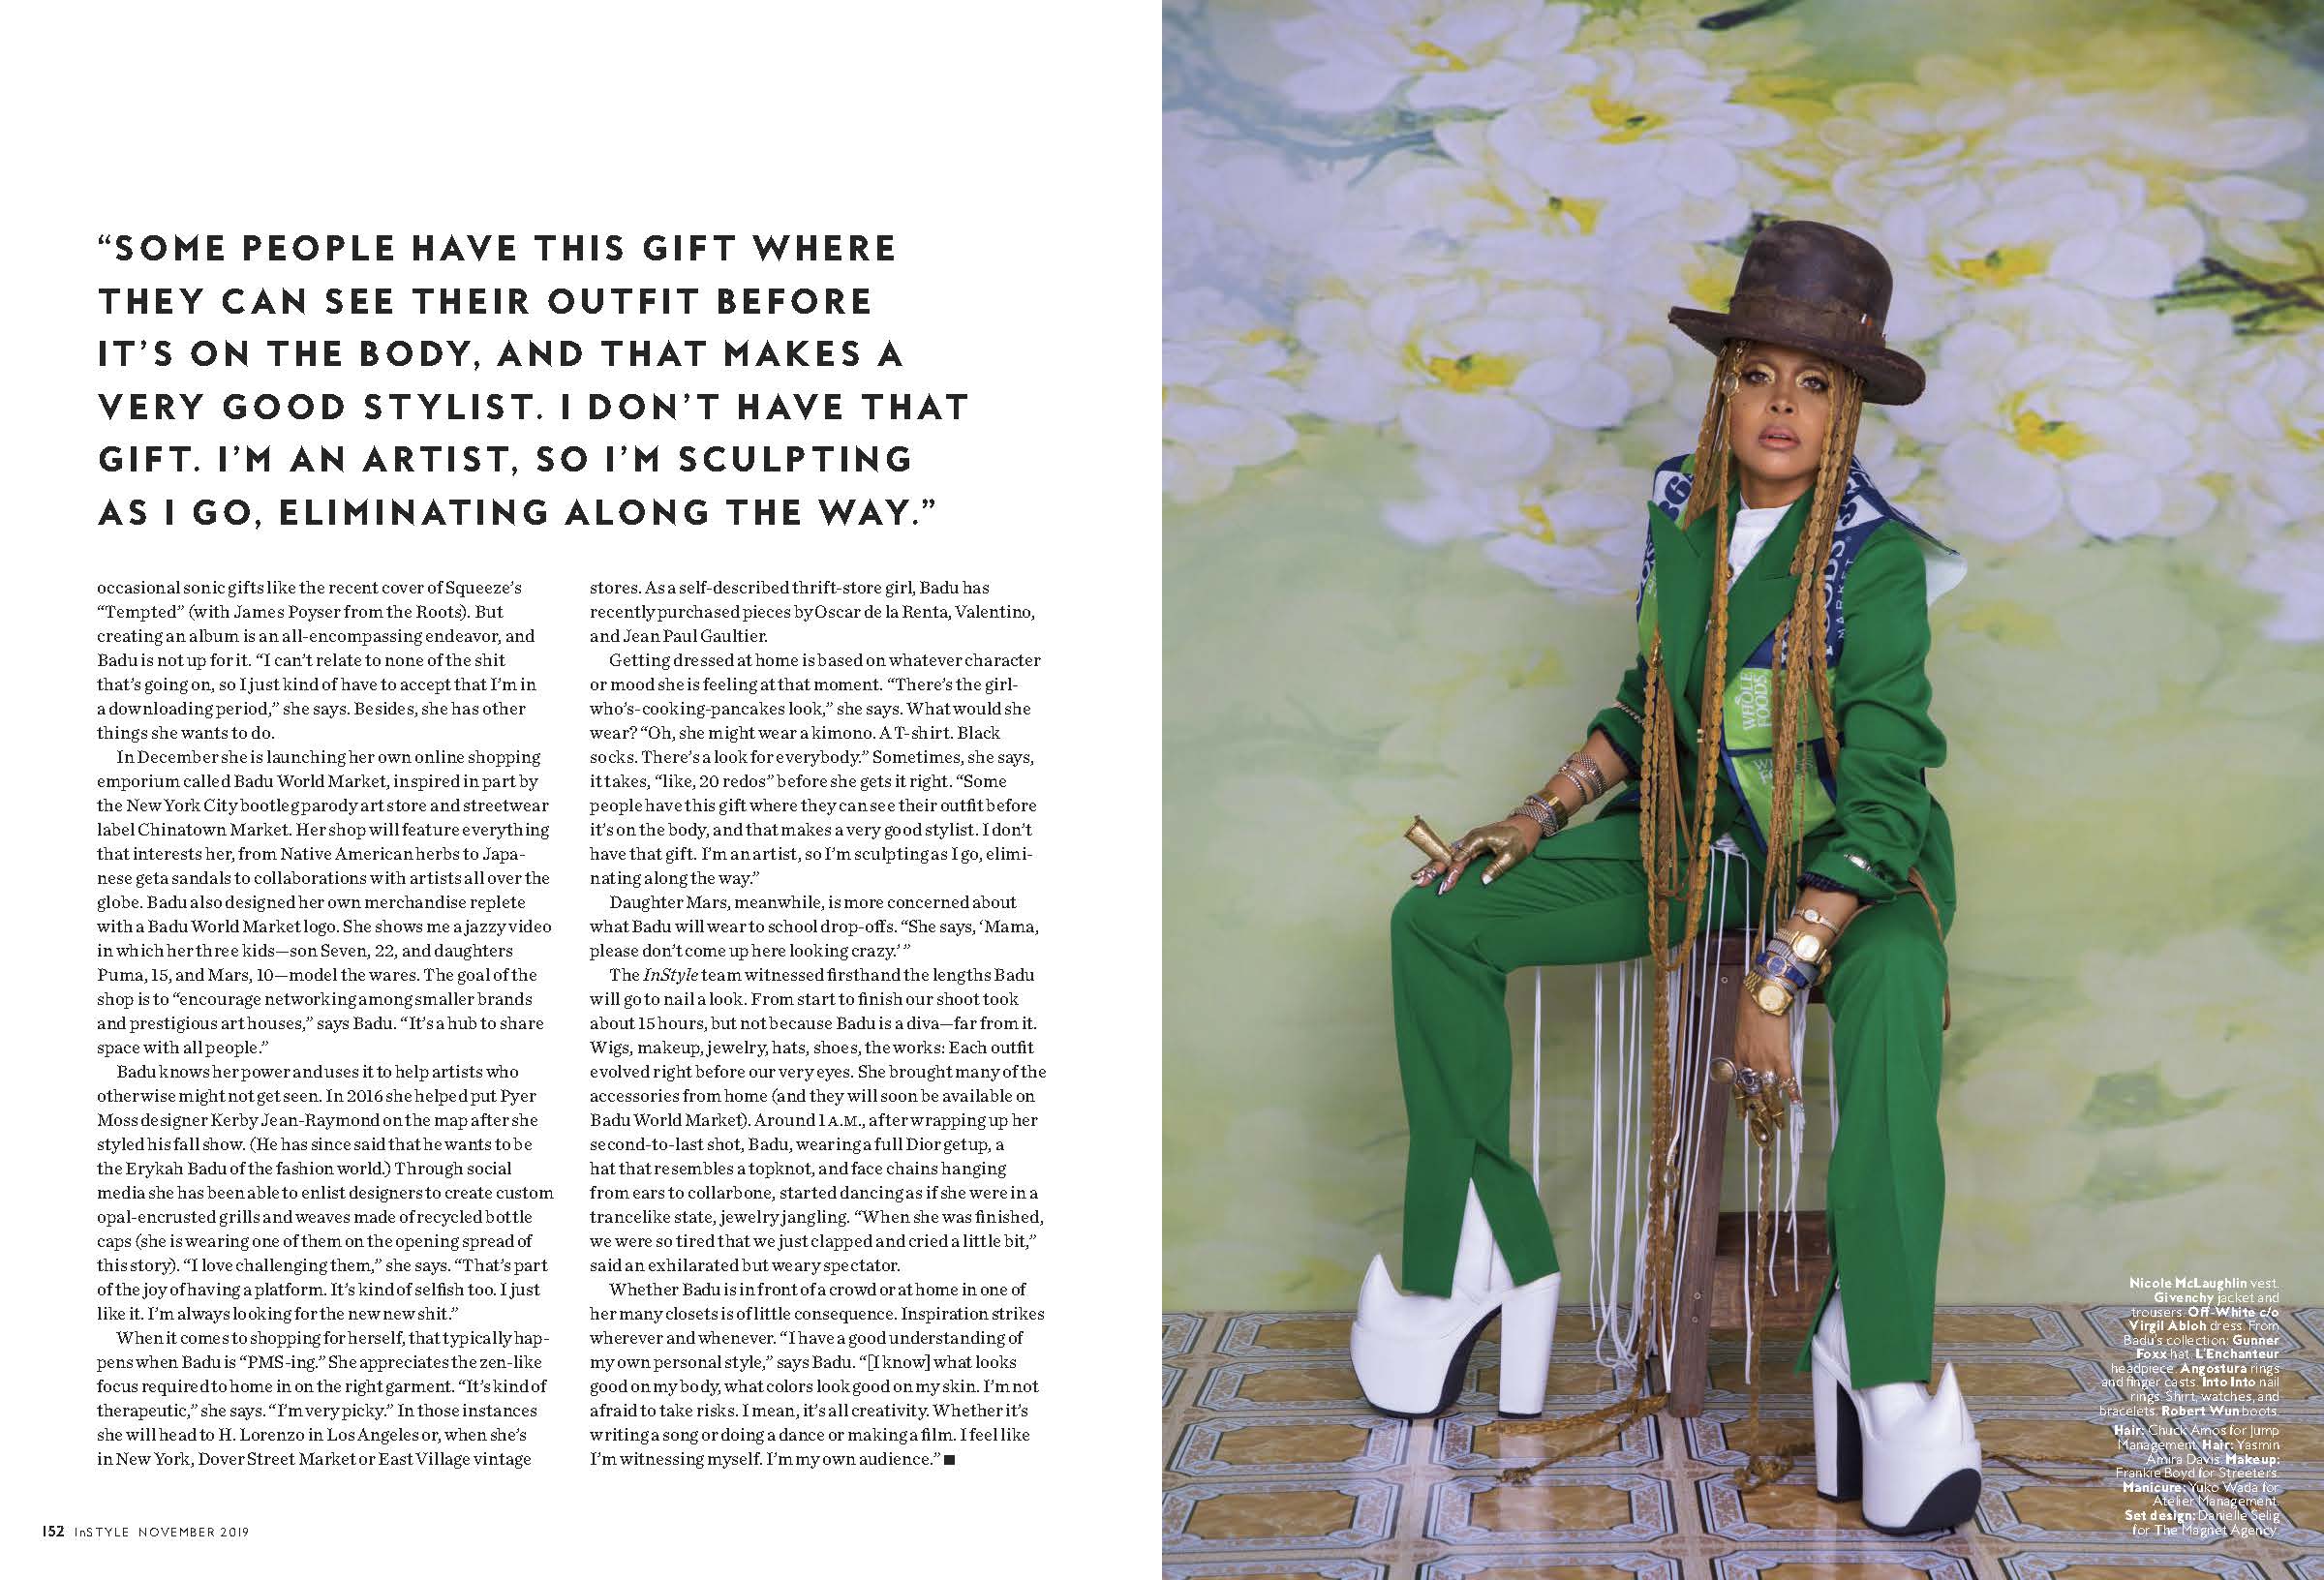 “SOME PEOPLE HAVE THIS GIFT WHERE
THEY CAN SEE THEIR OUTFIT BEFORE
IT’S ON THE BODY, AND THAT MAKES A
VERY GOOD STYLIST. I DON’T HAVE THAT
GIFT. I’M AN ARTIST, SO I’M SCULPTING
AS I GO, ELIMINATING ALONG THE WAY.”
occasional sonic gifts like the recent cover of Squeeze’s
“Tempted” (with James Poyser from the Roots). But
creating an album is an all-encompassing endeavor, and
Badu is not up for it. “I can’t relate to none of the shit
that’s going on, so I just kind of have to accept that I’m in
a downloading period,” she says. Besides, she has other
things she wants to do.
In December she is launching her own online shopping
emporium called Badu World Market, inspired in part by
the New York City bootleg parody art store and streetwear
label Chinatown Market. Her shop will feature everything
that interests her, from Native American herbs to Japa-
nese geta sandals to collaborations with artists all over the
globe. Badu also designed her own merchandise replete
with a Badu World Market logo. She shows me a jazzy video
in which her three kids—son Seven, 22, and daughters
Puma, 15, and Mars, 10—model the wares. The goal of the
shop is to “encourage networking among smaller brands
and prestigious art houses,” says Badu. “It’s a hub to share
space with all people.”
Badu knows her power and uses it to help artists who
otherwise might not get seen. In 2016 she helped put Pyer
Moss designer Kerby Jean-Raymond on the map after she
styled his fall show. (He has since said that he wants to be
the Erykah Badu of the fashion world.) Through social
media she has been able to enlist designers to create custom
opal-encrusted grills and weaves made of recycled bottle
caps (she is wearing one of them on the opening spread of
this story). “I love challenging them,” she says. “That’s part
of the joy of having a platform. It’s kind of selfish too. I just
like it. I’m always looking for the new new shit.”
When it comes to shopping for herself, that typically hap-
pens when Badu is “PMS-ing.” She appreciates the zen-like
focus required to home in on the right garment. “It’s kind of
therapeutic,” she says. “I’m very picky.” In those instances
she will head to H. Lorenzo in Los Angeles or, when she’s
in New York, Dover Street Market or East Village vintage
stores. As a self-described thrift-store girl, Badu has
recently purchased pieces by Oscar de la Renta, Valentino,
and Jean Paul Gaultier.
Getting dressed at home is based on whatever character
or mood she is feeling at that moment. “There’s the girl-
who’s-cooking-pancakes look,” she says. What would she
wear? “Oh, she might wear a kimono. A T-shirt. Black
socks. There’s a look for everybody.” Sometimes, she says,
it takes, “like, 20 redos” before she gets it right. “Some
people have this gift where they can see their outfit before
it’s on the body, and that makes a very good stylist. I don’t
have that gift. I’m an artist, so I’m sculpting as I go, elimi-
nating along the way.”
Daughter Mars, meanwhile, is more concerned about
what Badu will wear to school drop-offs. “She says, ‘Mama,
please don’t come up here looking crazy.’ ”
The InStyle team witnessed firsthand the lengths Badu
will go to nail a look. From start to finish our shoot took
about 15 hours, but not because Badu is a diva—far from it.
Wigs, makeup, jewelry, hats, shoes, the works: Each outfit
evolved right before our very eyes. She brought many of the
accessories from home (and they will soon be available on
Badu World Market). Around 1 A.M., after wrapping up her
second-to-last shot, Badu, wearing a full Dior getup, a
hat that resembles a topknot, and face chains hanging
from ears to collarbone, started dancing as if she were in a
trancelike state, jewelry jangling. “When she was finished,
we were so tired that we just clapped and cried a little bit,”
said an exhilarated but weary spectator.
Whether Badu is in front of a crowd or at home in one of
her many closets is of little consequence. Inspiration strikes
wherever and whenever. “I have a good understanding of
my own personal style,” says Badu. “[I know] what looks
good on my body, what colors look good on my skin. I’m not
afraid to take risks. I mean, it’s all creativity. Whether it’s
writing a song or doing a dance or making a film. I feel like
I’m witnessing myself. I’m my own audience.” ■
152 InSTYLE NOVEMBER 2019
36
MARKET
WHOLE
FOODS
Nicole McLaughlin vest.
Givenchy jacket and
trousers. Off-White c/o
Virgil Abloh dress. From
Badu’s collection: Gunner
Foxx hat. L’Enchanteur
headpiece. Angostura rings
and finger casts. Into Into nail
rings. Shirt, watches, and
bracelets. Robert Wun boots.
Hair: Chuck Amos for Jump
Management. Hair: Yasmin
Amira Davis. Makeup:
Frankie Boyd for Streeters.
Manicure: Yuko Wada for
Atelier Management.
Set design: Danielle Selig
for The Magnet Agency.